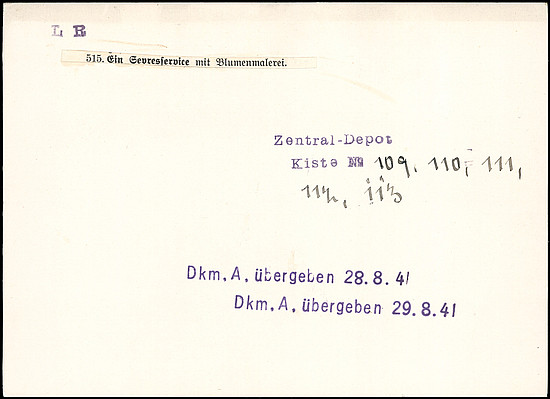 L R
515. Ein Sevresservice mit Blumenmalerei.
Zentral-Depot
Kiste № 109, 110, 111,
112, 113
Dkm. A. übergeben 28.8.41
Dkm. A. übergeben 29.8.41